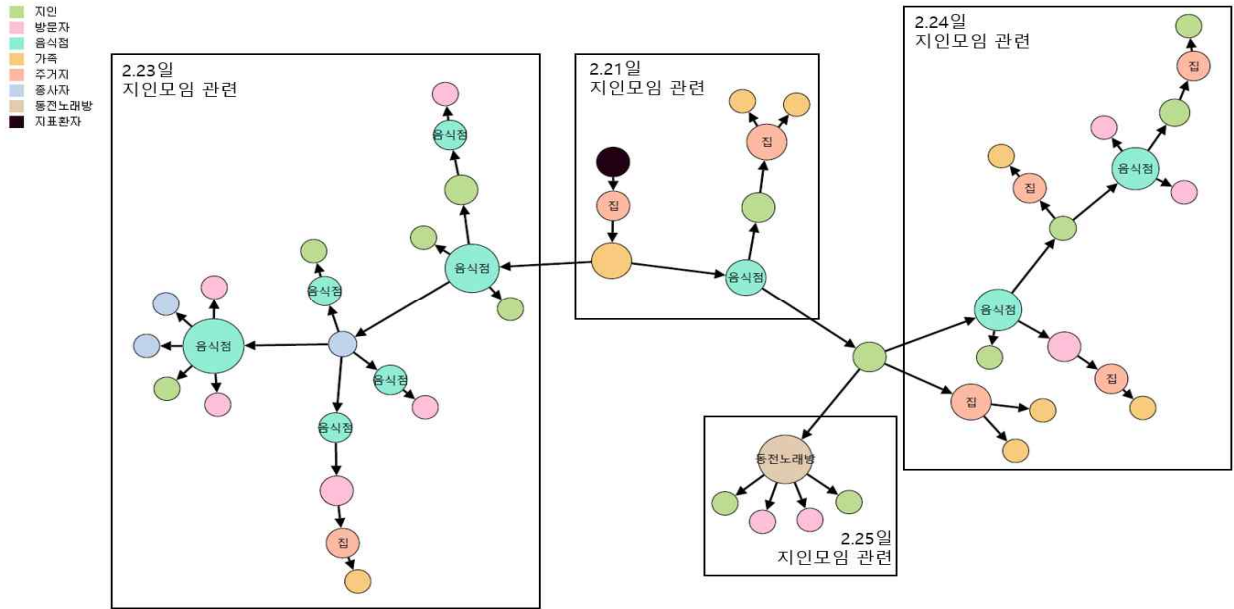 지인
방문자
음식점
가족
주거지
종사자
동전노래방
지표환자
2.23일
지인모임 관련
음식점
음식점
음식점
음식점
음식점
음식점
집
2.21일
지인모임 관련
집
집
음식점
2.24일
지인모임 관련
집
음식점
집
음식점
집
집
동전노래방
2.25일
지인모임 관련